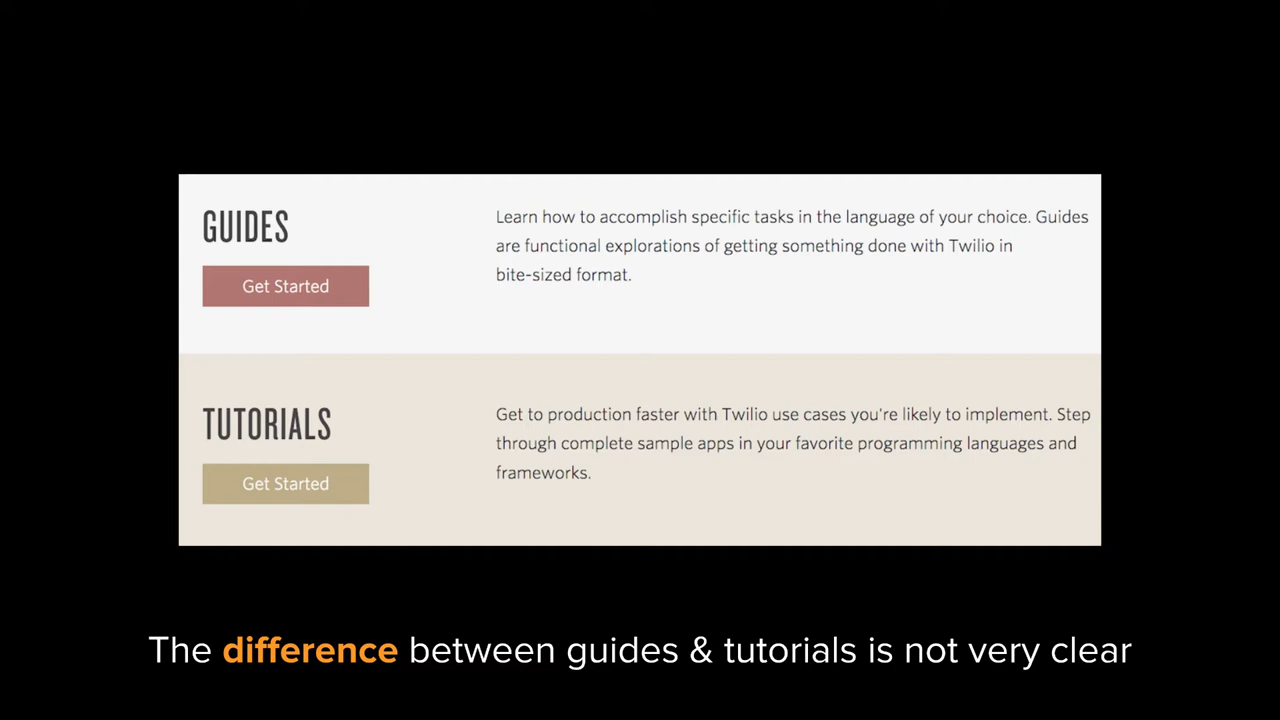 GUIDES
Get Started
Learn how to accomplish specific tasks in the language of your choice. Guides
are functional explorations of getting something done with Twilio in
bite-sized format.
TUTORIALS
Get Started
Get to production faster with Twilio use cases you're likely to implement. Step
through complete sample apps in your favorite programming languages and
frameworks.
The difference between guides & tutorials is not very clear